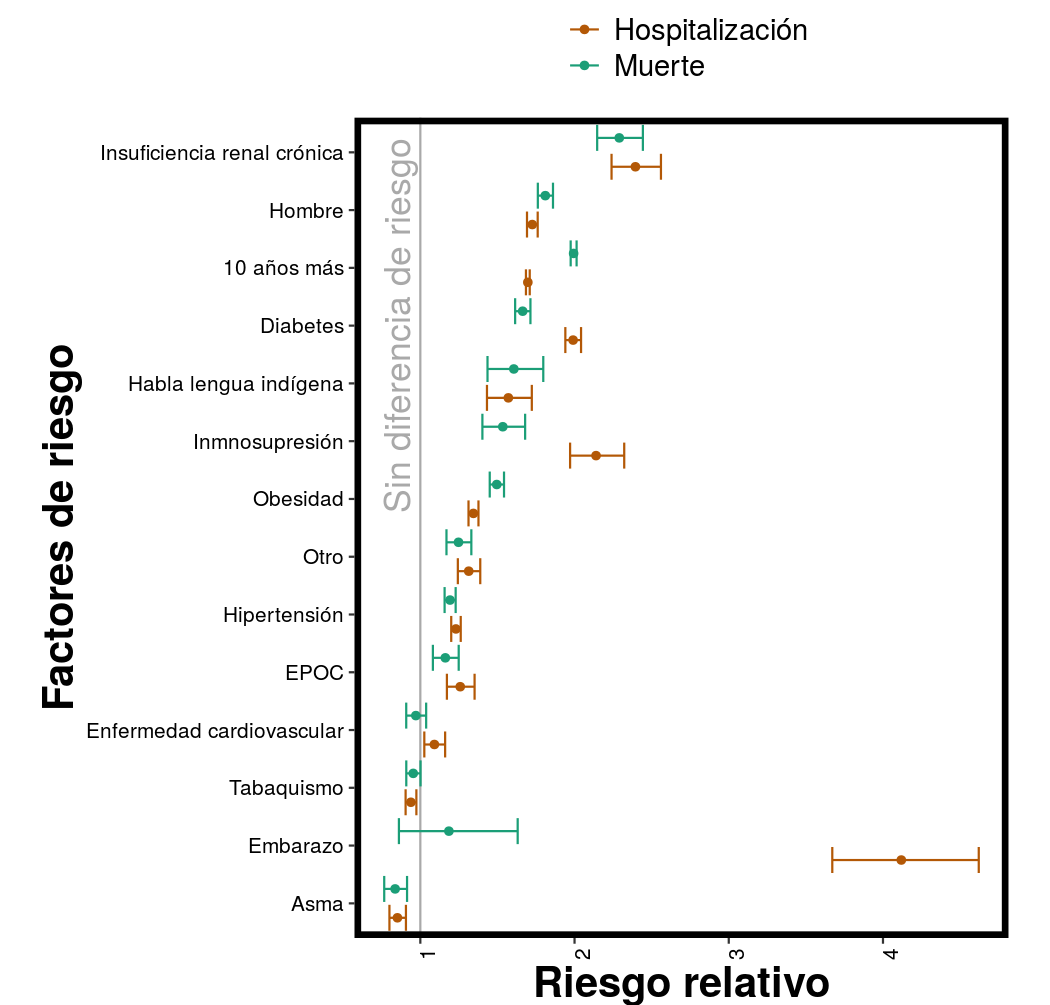 Hospitalización
Muerte
Insuficiencia renal crónica
Hombre
10 años más
Diabetes
Habla lengua indígena
Inmnosupresión
Obesidad
Otro
Hipertensión
EPOC
Enfermedad cardiovascular
Tabaquismo
Embarazo
Asma
Factores de riesgo
Sin diferencia de riesgo
1
2
3
4
Riesgo relativo